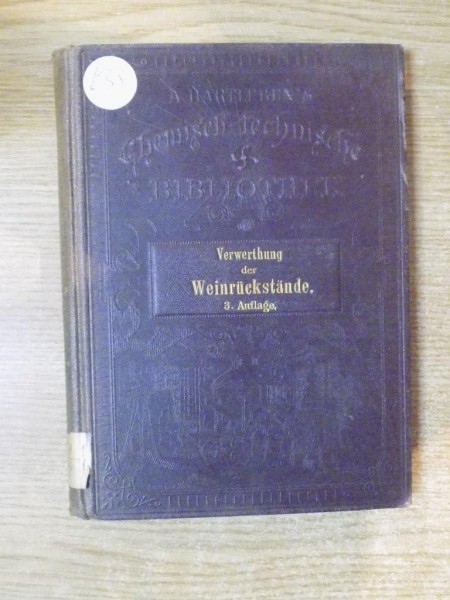 A. HARTLEBEN'S
Chemisch-technische
BIBLIOTHEK
Verwerthung
der
Weinrückstände.
3. Auflage.